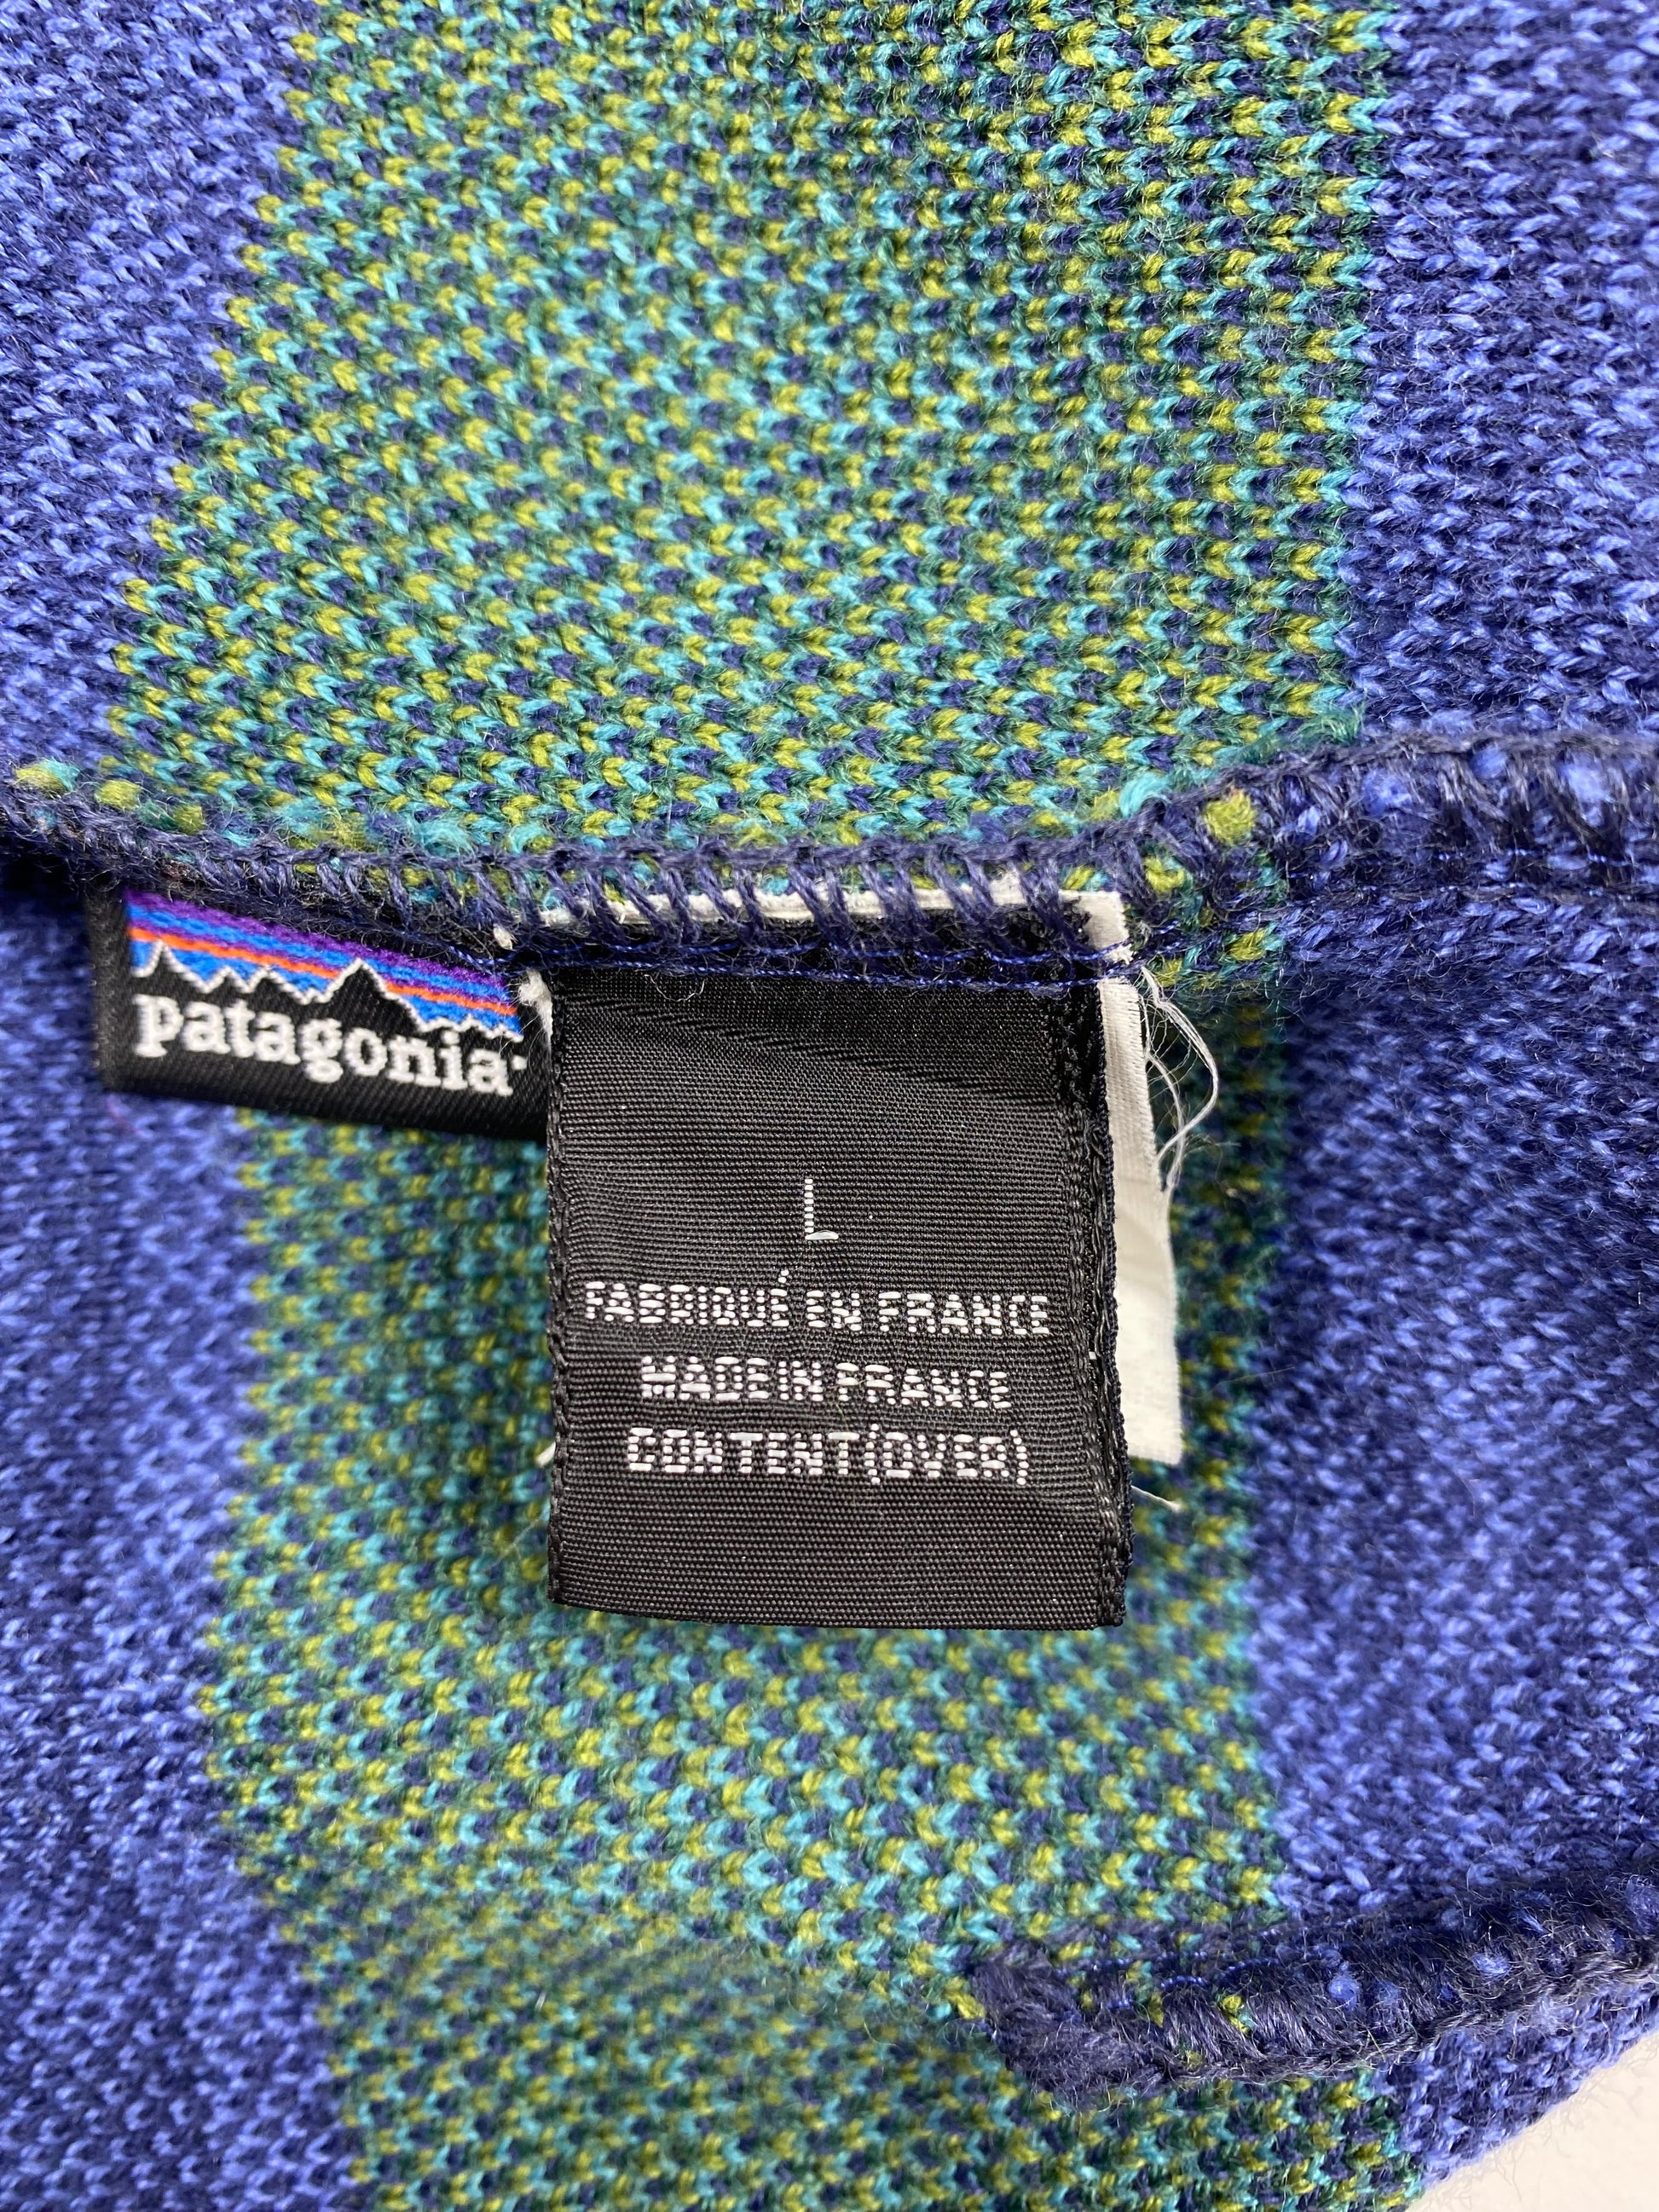 patagonia
L
FABRIQUÉ EN FRANCE
MADE IN FRANCE
CONTENT (OVER)